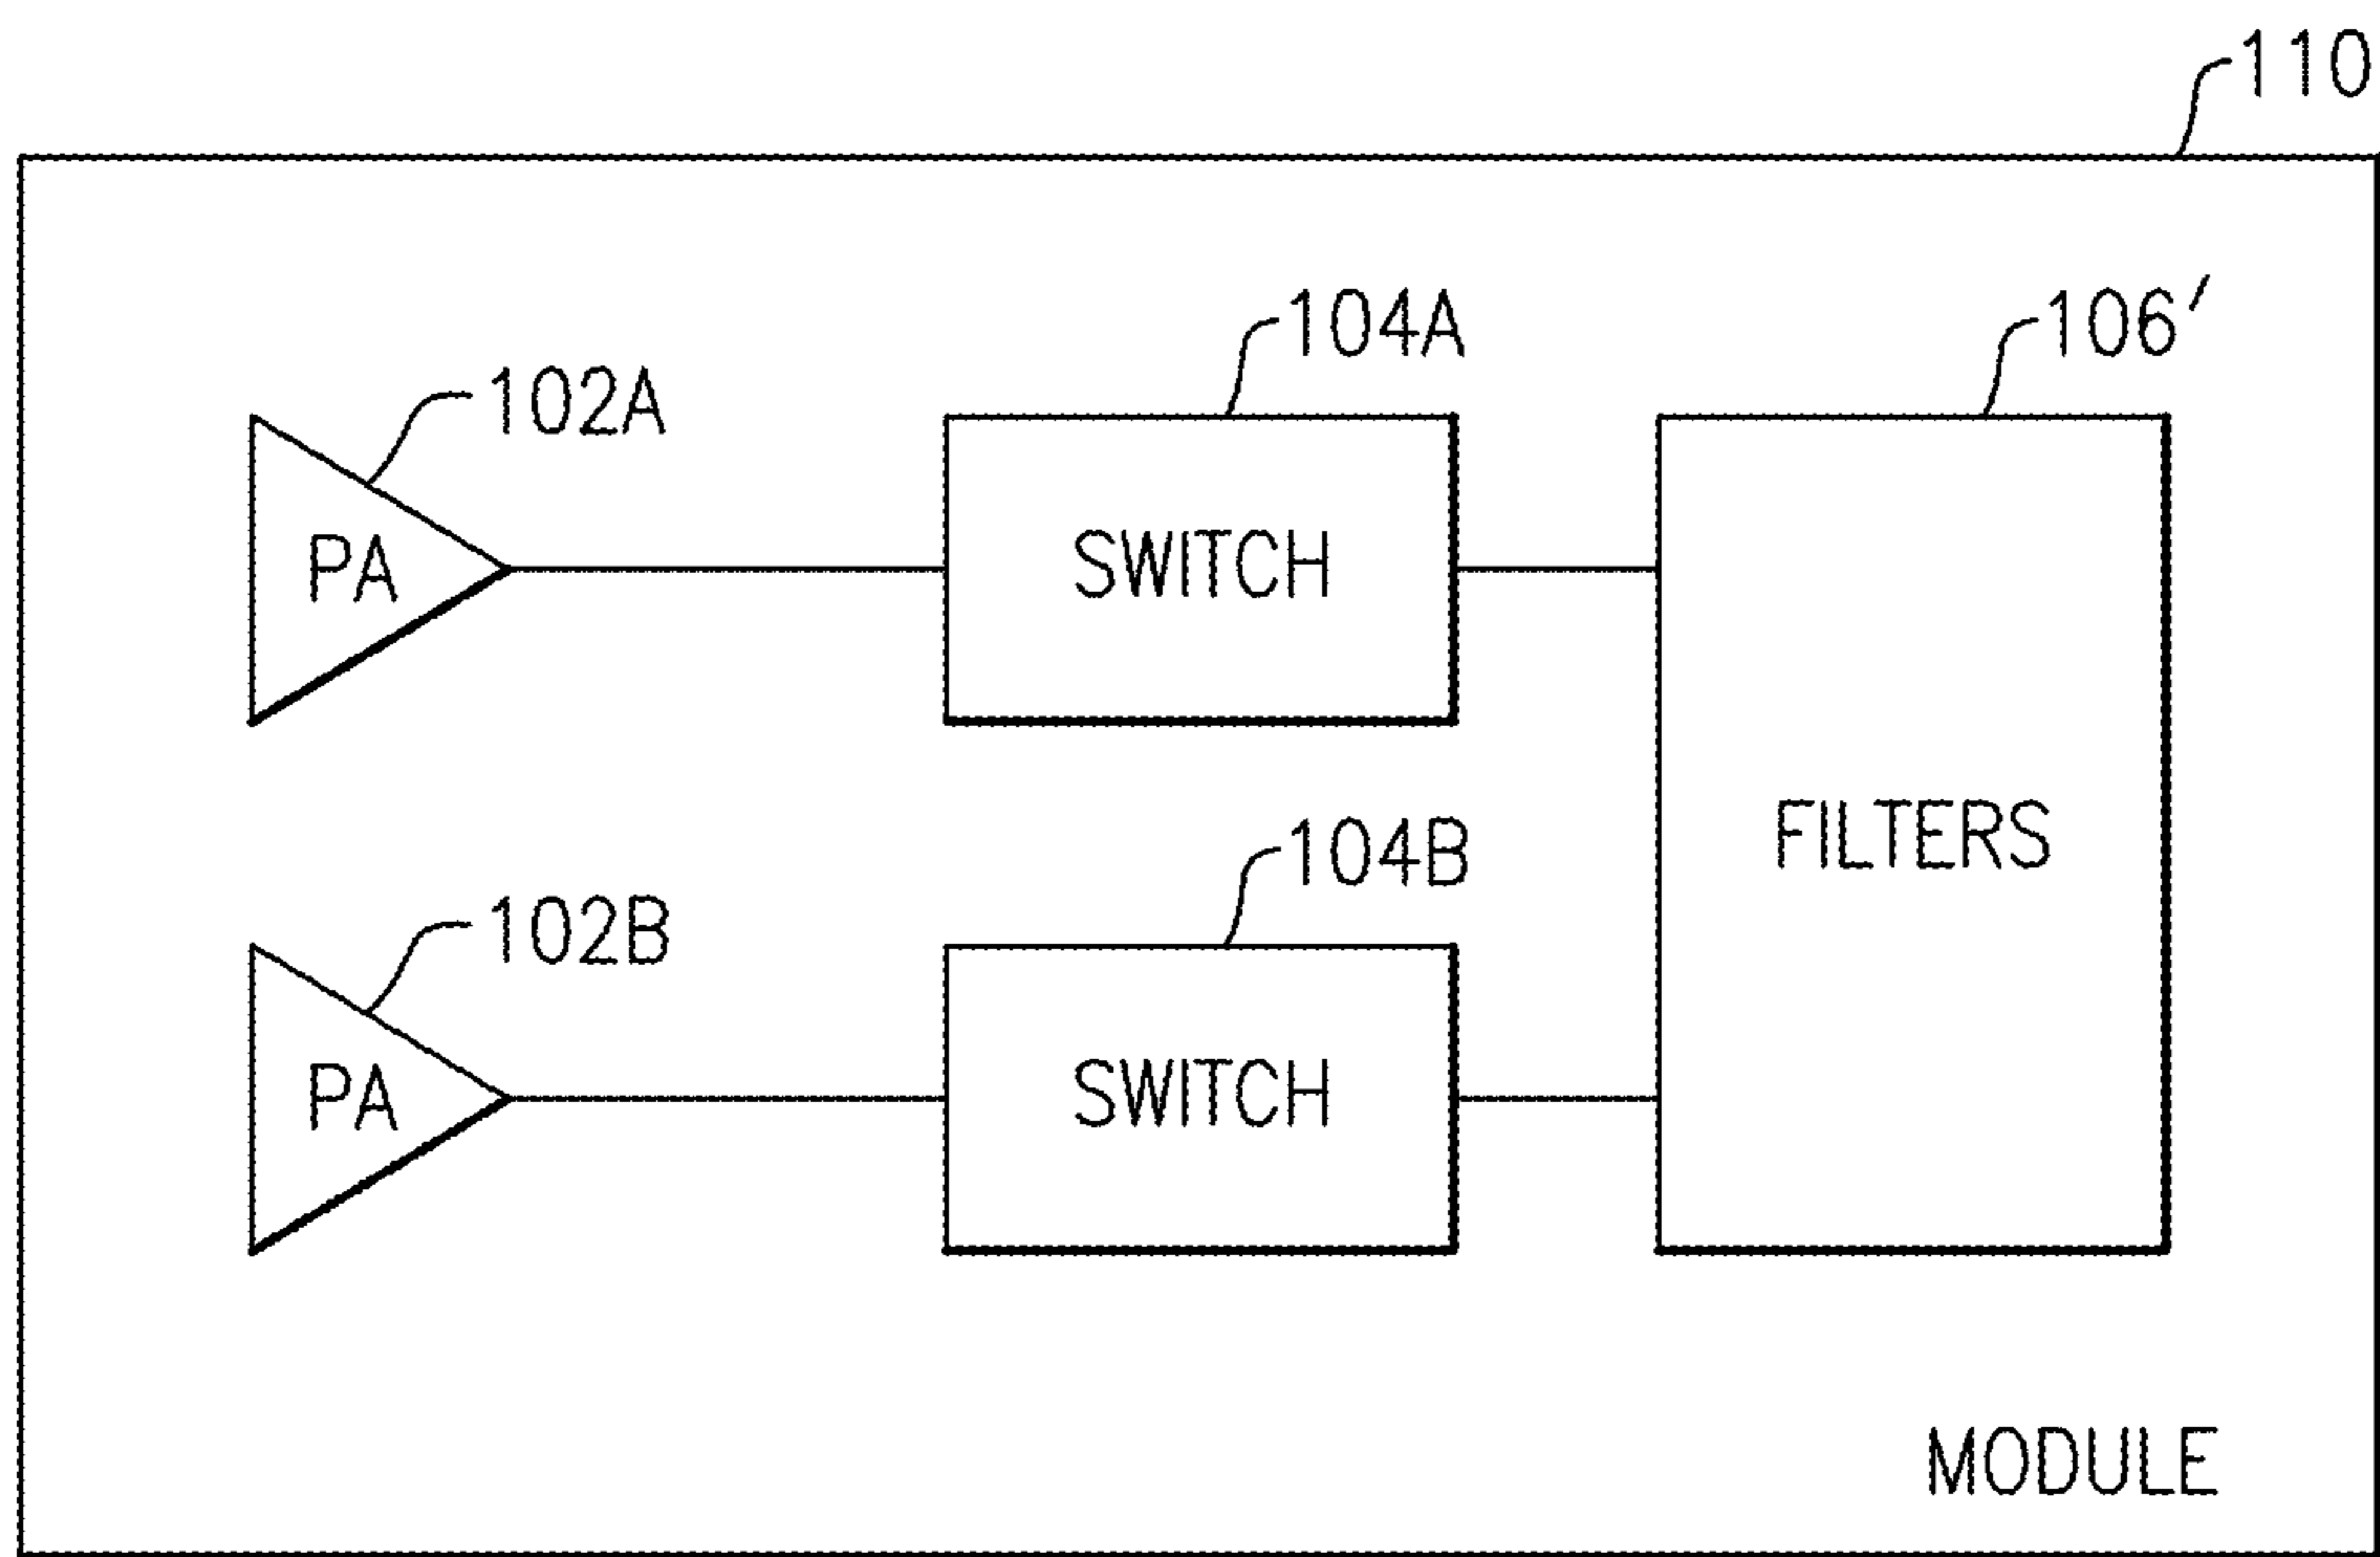 110
104A
106′
102A
PA
SWITCH
104B
FILTERS
102B
PA
SWITCH
MODULE